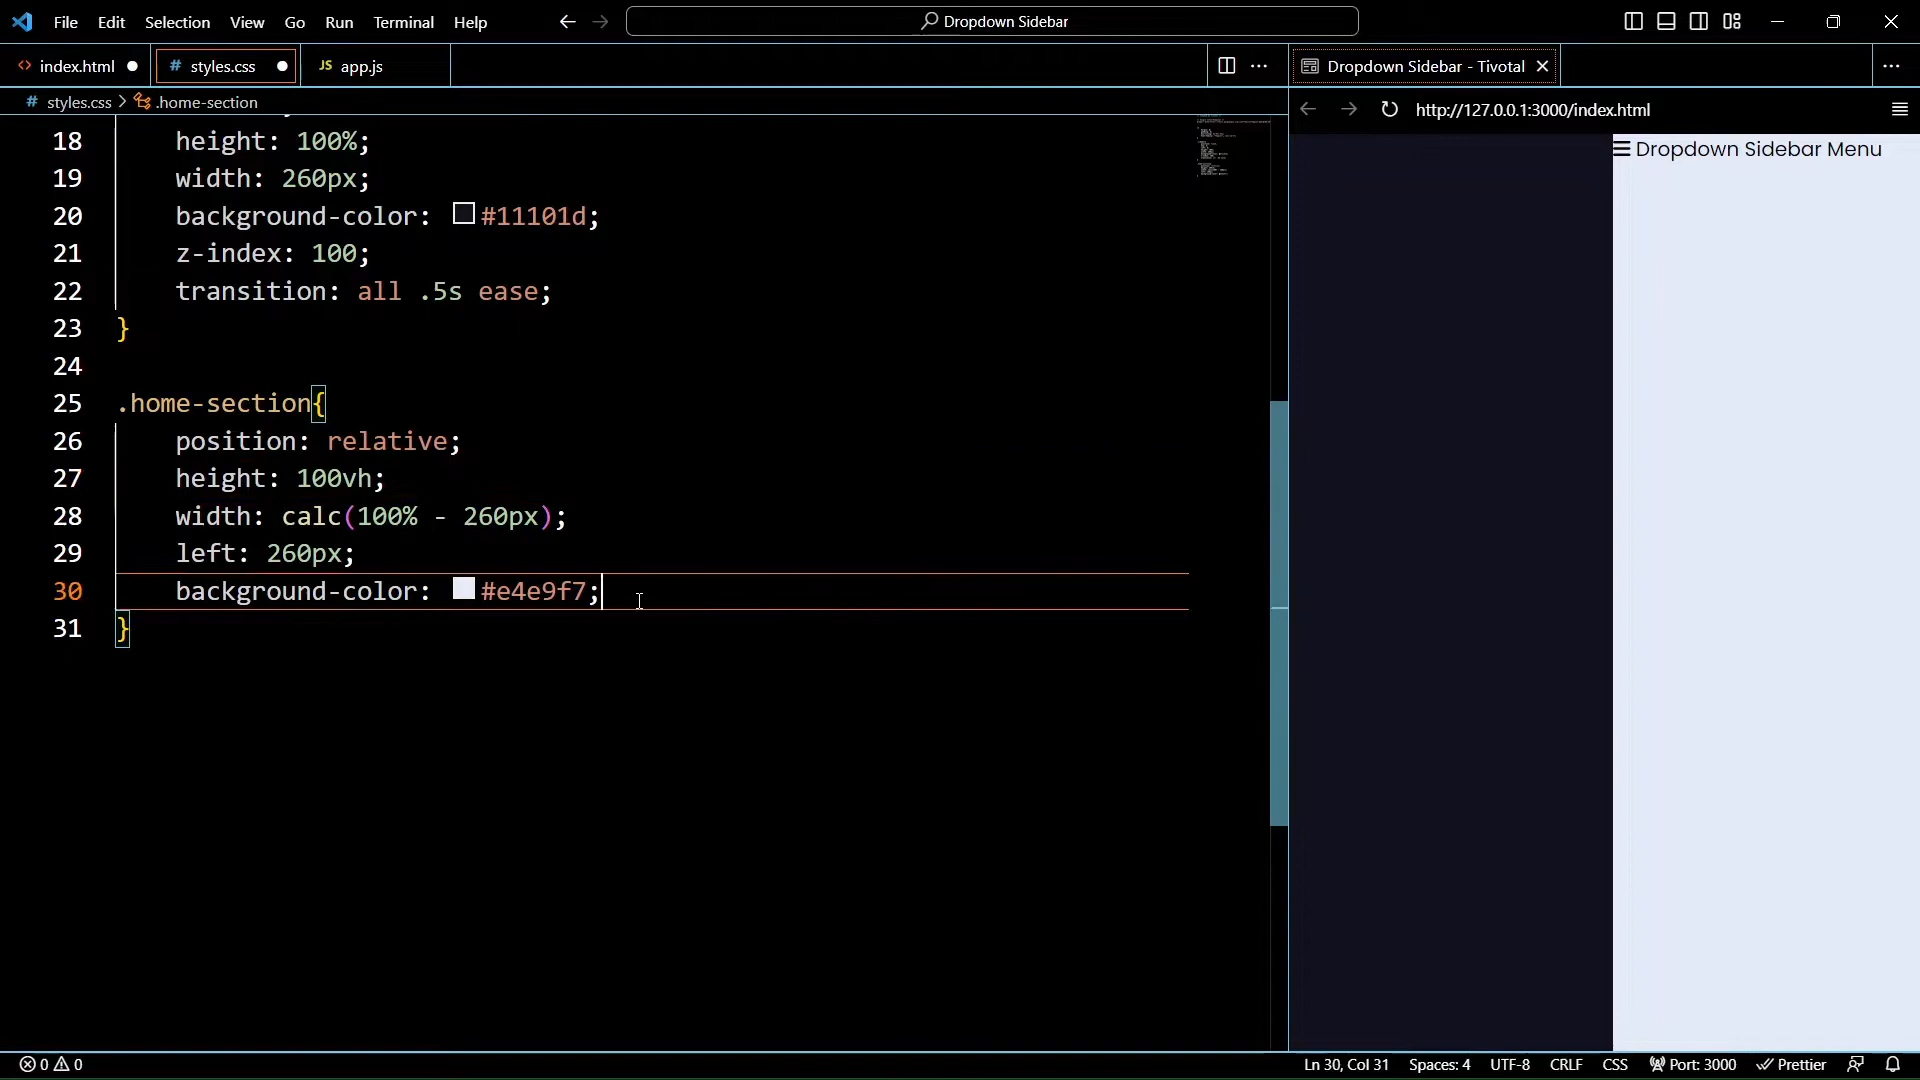 File Edit Selection View Go Run Terminal Help
Dropdown Sidebar
index.html
# styles.css
JS app.js
Dropdown Sidebar - Tivotal
# styles.css > .home-section
http://127.0.0.1:3000/index.html
18 height: 100%;
19 width: 260px;
20 background-color: #11101d;
21 z-index: 100;
22 transition: all .5s ease;
23 }
24
25 .home-section{
26 position: relative;
27 height: 100vh;
28 width: calc(100% - 260px);
29 left: 260px;
30 background-color: #e4e9f7;
31 }
Dropdown Sidebar Menu
0 0
Ln 30, Col 31 Spaces: 4 UTF-8 CRLF CSS Port: 3000 Prettier